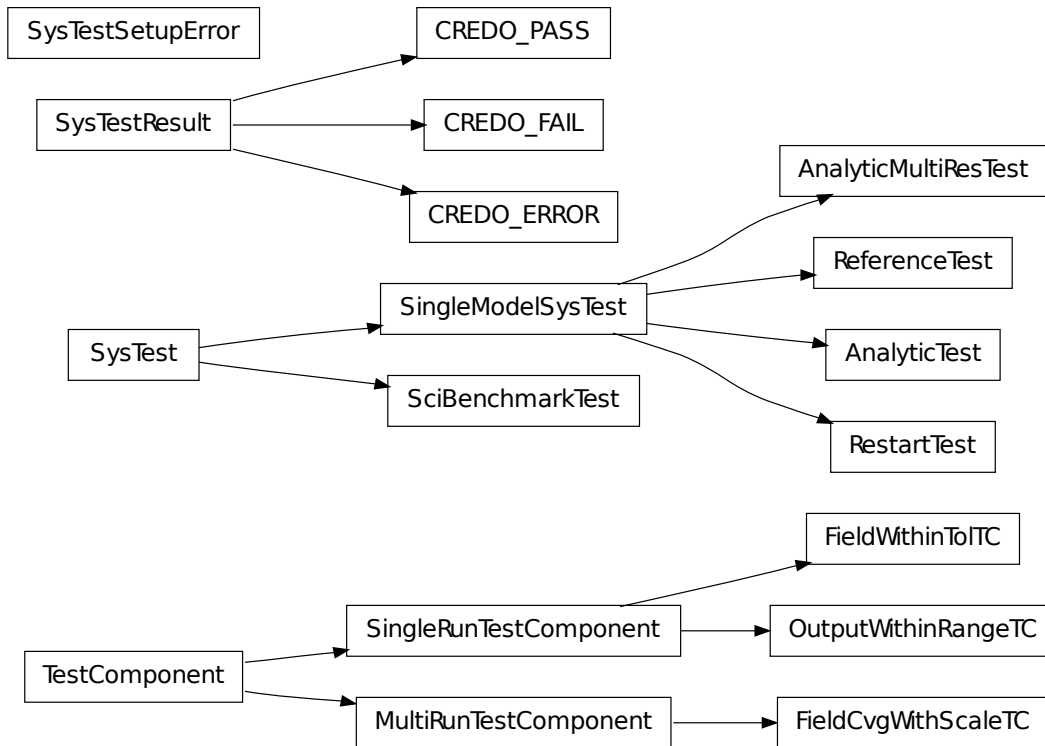 SysTestSetupError
CREDO_PASS
SysTestResult
CREDO_FAIL
AnalyticMultiResTest
CREDO_ERROR
ReferenceTest
SingleModelSysTest
SysTest
AnalyticTest
SciBenchmarkTest
RestartTest
FieldWithinTolTC
SingleRunTestComponent
OutputWithinRangeTC
TestComponent
MultiRunTestComponent
FieldCvgWithScaleTC